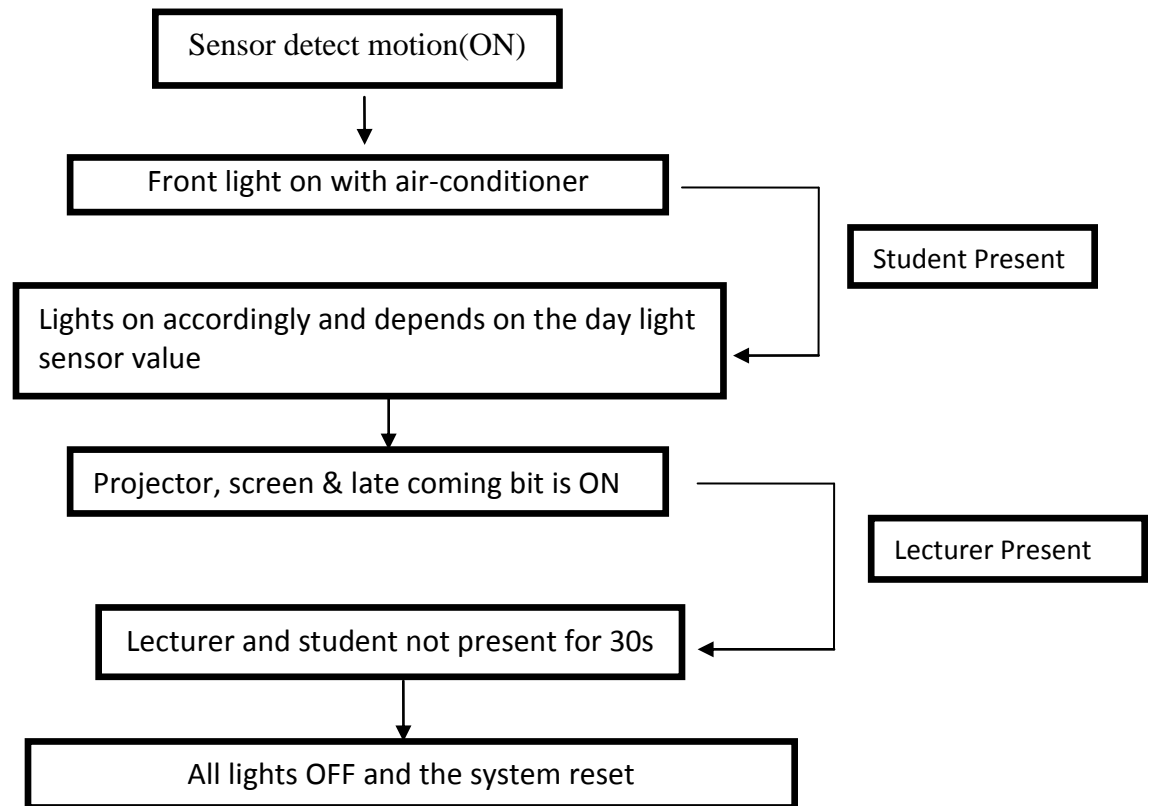 Sensor detect motion(ON)
Front light on with air-conditioner
Student Present
Lights on accordingly and depends on the day light
sensor value
Projector, screen & late coming bit is ON
Lecturer Present
Lecturer and student not present for 30s
All lights OFF and the system reset